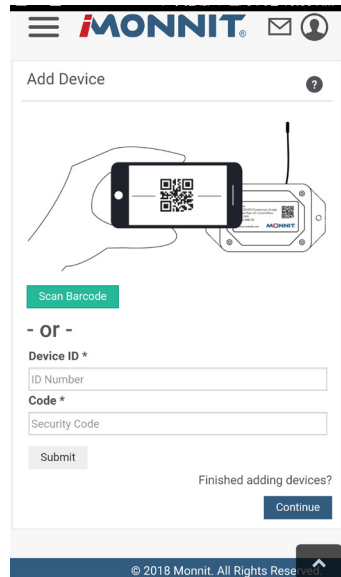 iMONNIT®
Add Device
?
MONNIT
Scan Barcode
- or -
Device ID *
ID Number
Code *
Security Code
Submit
Finished adding devices?
Continue
© 2018 Monnit. All Rights Reserved.